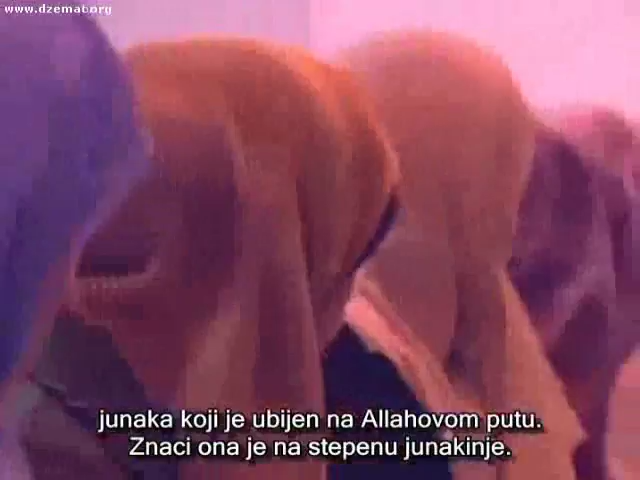 www.dzemat.org
junaka koji je ubijen na Allahovom putu.
Znaci ona je na stepenu junakinje.